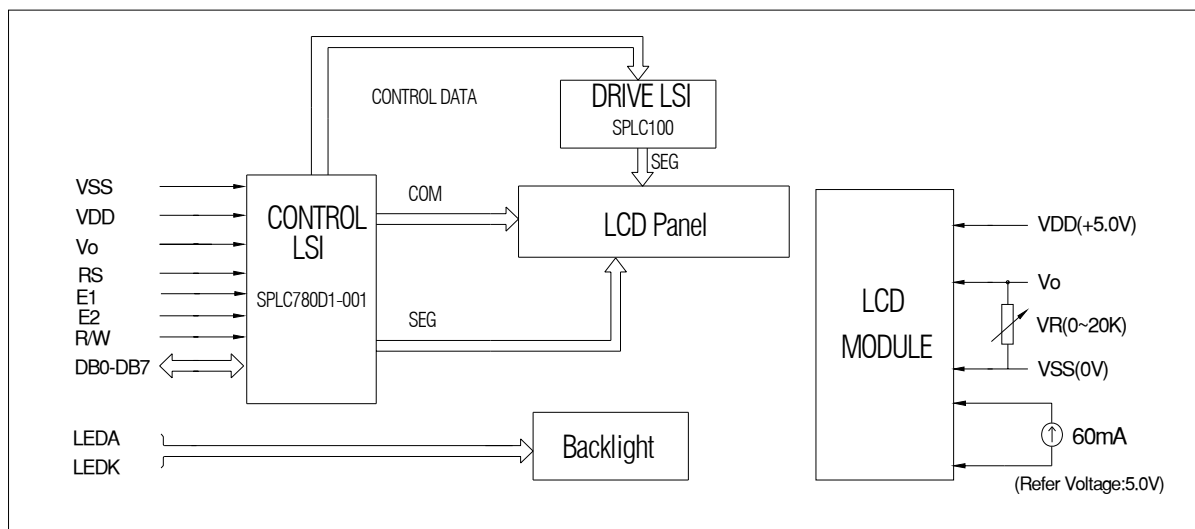 CONTROL DATA
DRIVE LSI
SPLC100
SEG
VSS
VDD
Vo
RS
E1
E2
R/W
DB0-DB7
CONTROL
LSI
SPLC780D1-001
COM
SEG
LCD Panel
LEDA
LEDK
Backlight
LCD
MODULE
VDD(+5.0V)
Vo
VR(0~20K)
VSS(0V)
60mA
(Refer Voltage:5.0V)